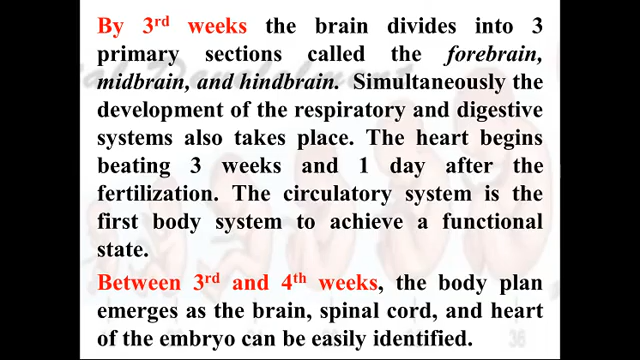 By 3rd weeks the brain divides into 3
primary sections called the forebrain,
midbrain, and hindbrain. Simultaneously the
development of the respiratory and digestive
systems also takes place. The heart begins
beating 3 weeks and 1 day after the
fertilization. The circulatory system is the
first body system to achieve a functional
state.
Between 3rd and 4th weeks, the body plan
emerges as the brain, spinal cord, and heart
of the embryo can be easily identified.
36